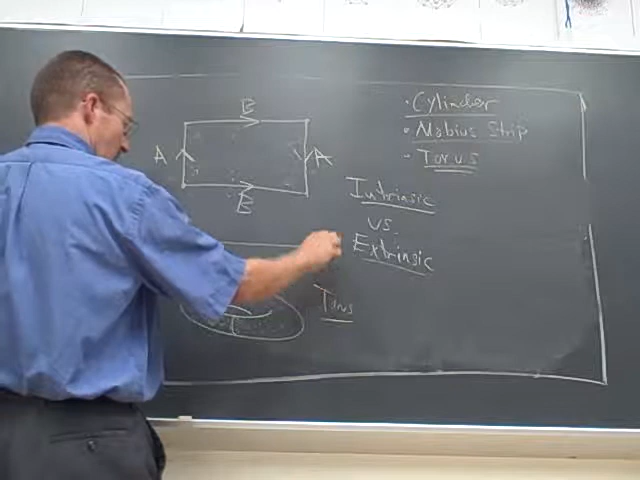 B
A
A
B
· Cylinder
· Mobius Strip
- Torus
Intrinsic
vs.
Extrinsic
Torus